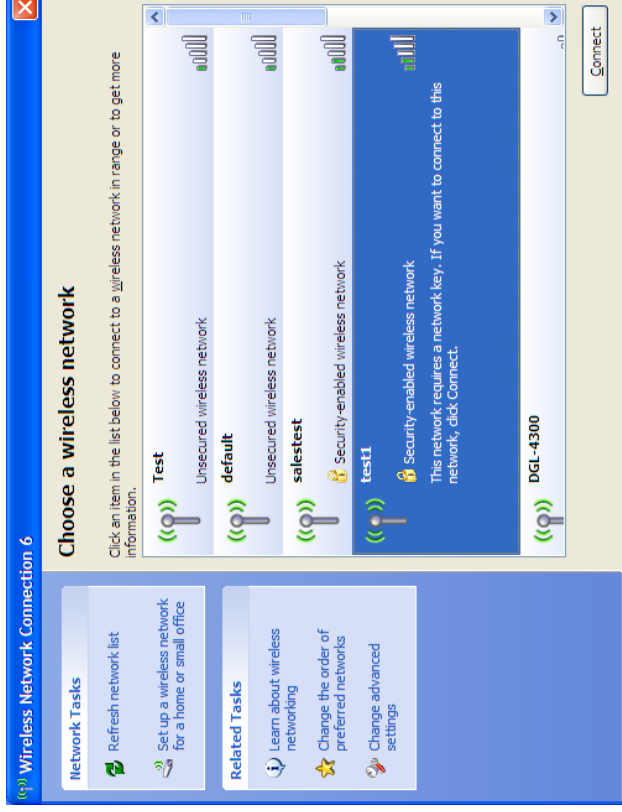 Wireless Network Connection 6
Network Tasks
Refresh network list
Set up a wireless network
for a home or small office
Related Tasks
Learn about wireless
networking
Change the order of
preferred networks
Change advanced
settings
Choose a wireless network
Click an item in the list below to connect to a wireless network in range or to get more
information.
Test
Unsecured wireless network
default
Unsecured wireless network
salestest
Security-enabled wireless network
test1
Security-enabled wireless network
This network requires a network key. If you want to connect to this
network, click Connect.
DGL-4300
Connect